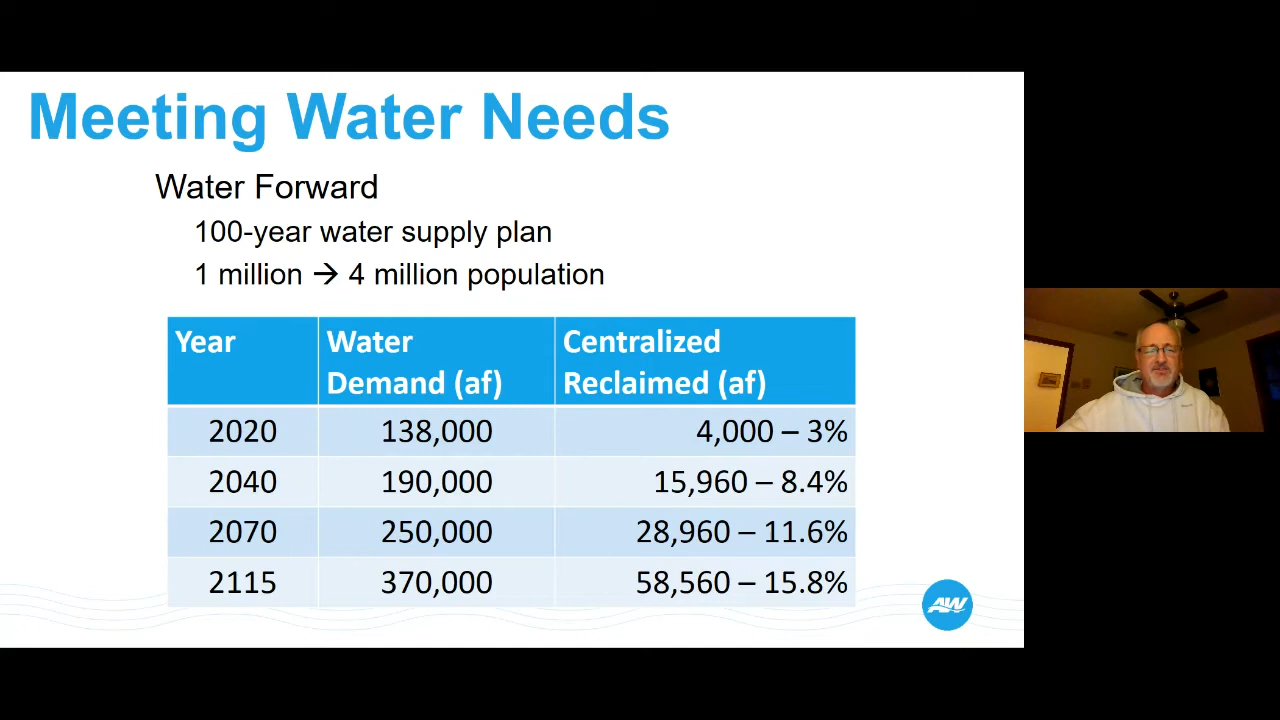 Meeting Water Needs
Water Forward
100-year water supply plan
1 million → 4 million population
Year Water Demand (af) Centralized Reclaimed (af)
2020 138,000 4,000 – 3%
2040 190,000 15,960 – 8.4%
2070 250,000 28,960 – 11.6%
2115 370,000 58,560 – 15.8%
AW